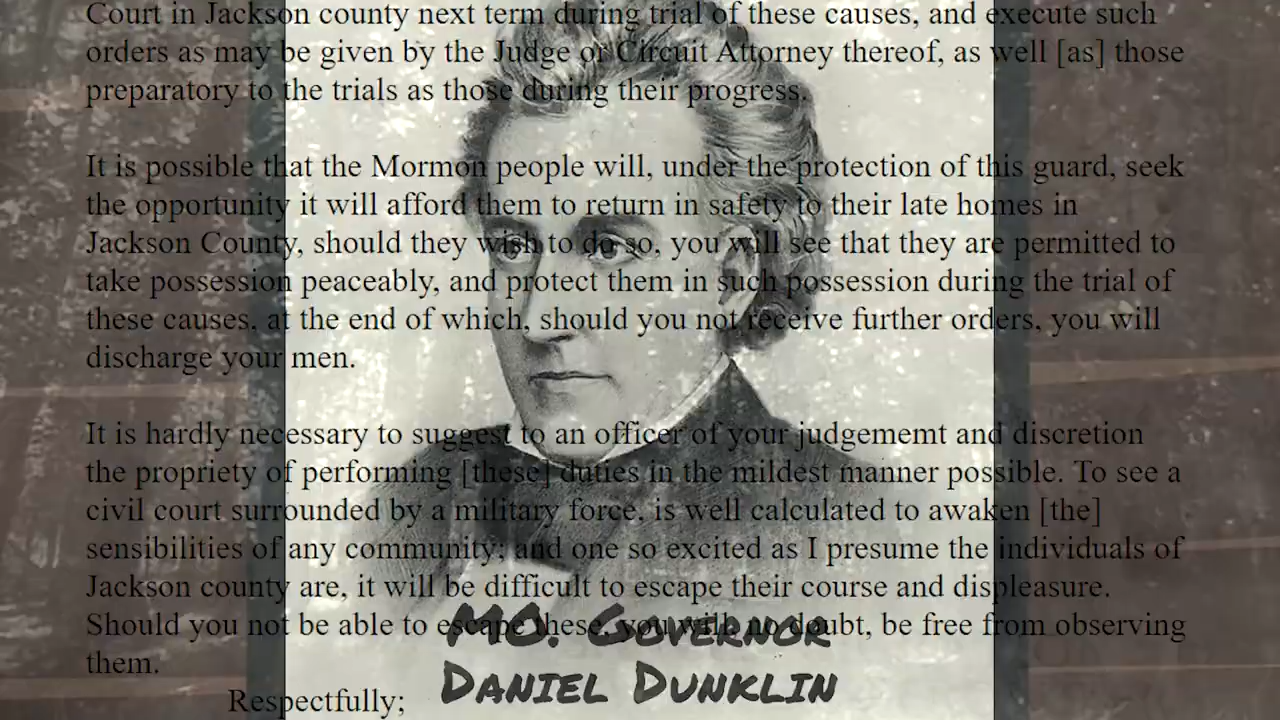 Court in Jackson county next term during trial of these causes, and execute such
orders as may be given by the Judge or Circuit Attorney thereof, as well [as] those
preparatory to the trials as those during their progress.
It is possible that the Mormon people will, under the protection of this guard, seek
the opportunity it will afford them to return in safety to their late homes in
Jackson County, should they wish to do so, you will see that they are permitted to
take possession peaceably, and protect them in such possession during the trial of
these causes, at the end of which, should you not receive further orders, you will
discharge your men.
It is hardly necessary to suggest to an officer of your judgememt and discretion
the propriety of performing [these] duties in the mildest manner possible. To see a
civil court surrounded by a military force, is well calculated to awaken [the]
sensibilities of any community; and one so excited as I presume the individuals of
Jackson county are, it will be difficult to escape their course and displeasure.
Should you not be able to escape these, you will, no doubt, be free from observing
them.
Respectfully;
MO. GOVERNOR
DANIEL DUNKLIN